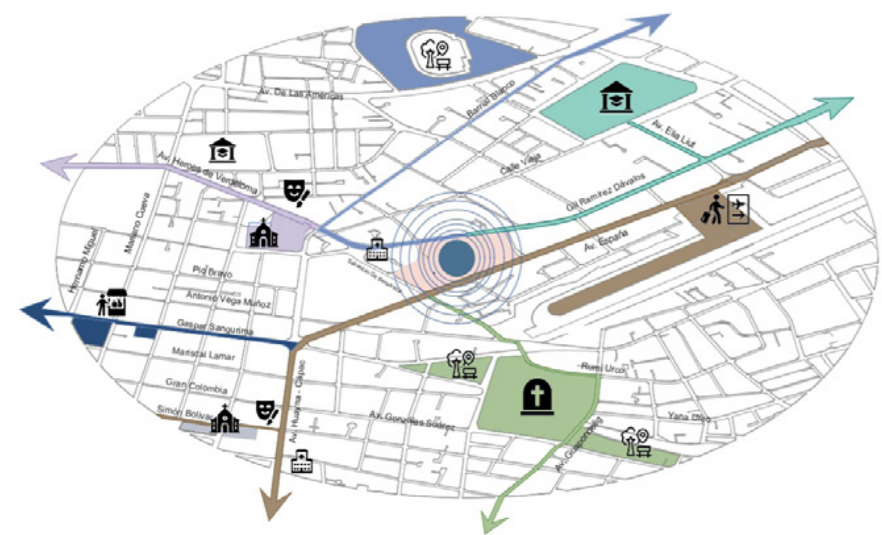 Av. De Las Américas
Barrial Blanco
Av. Elia Liut
Calle Vieja
Av. Heroes de Verdeloma
Gil Ramírez Dávalos
Mariano Cueva
Av. España
Hermano Miguel
Pio Bravo
Antonio Vega Muñoz
Gaspar Sangurima
Mariscal Lamar
Rumi Urco
Gran Colombia
Av. Huayna - Cápac
Simón Bolívar
Av. González Suárez
Yana Urco